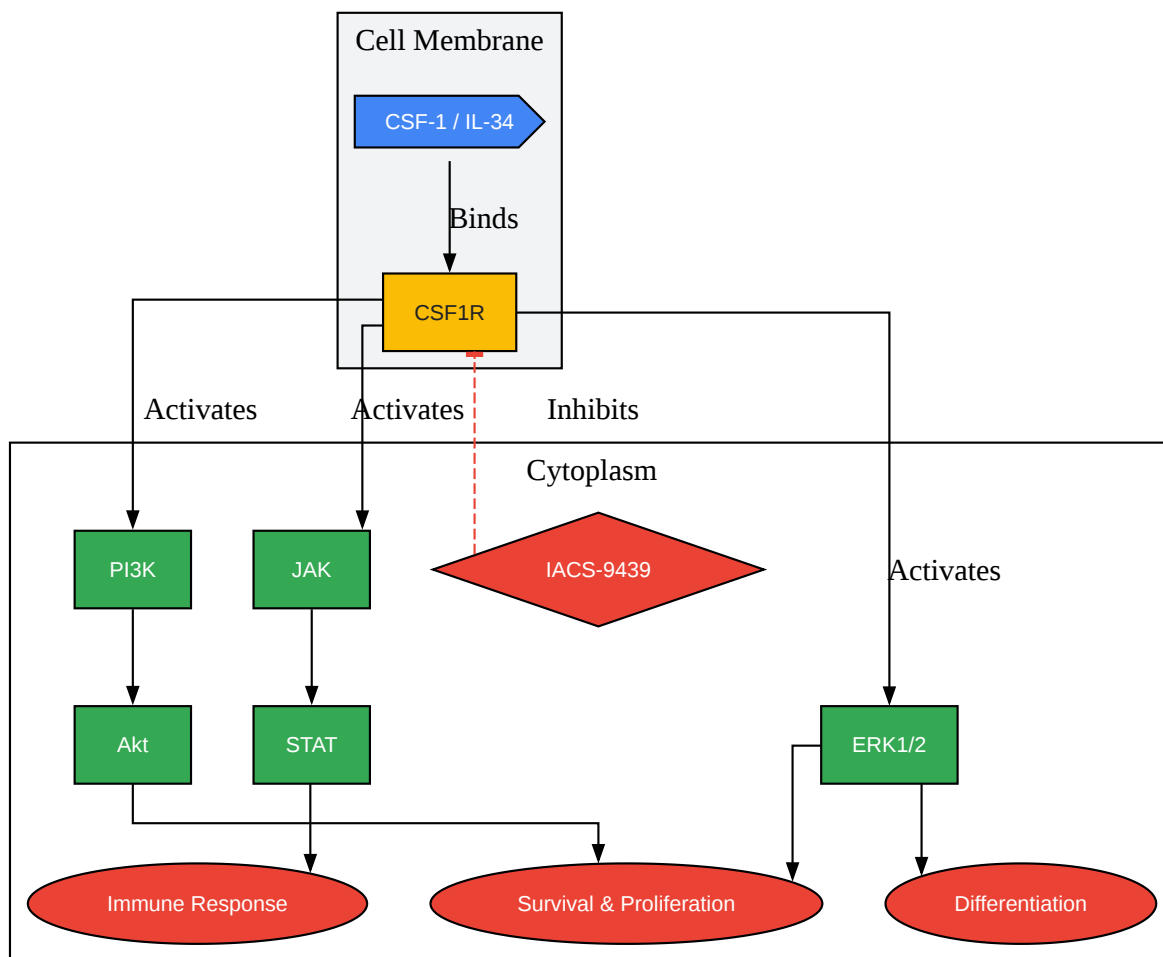 Cell Membrane
CSF-1 / IL-34
Binds
CSF1R
Activates
Activates
Inhibits
Cytoplasm
PI3K
JAK
IACS-9439
Activates
Akt
STAT
ERK1/2
Immune Response
Survival & Proliferation
Differentiation